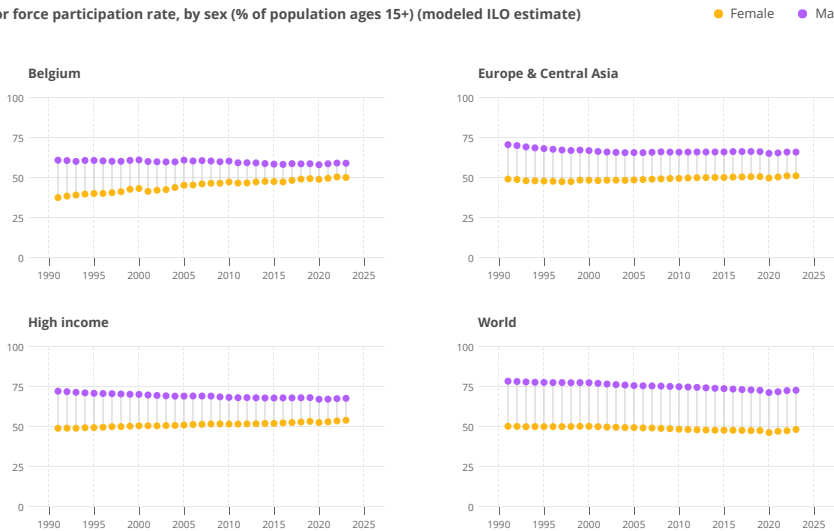 r force participation rate, by sex (% of population ages 15+) (modeled ILO estimate) Female Ma
Belgium
100
75
50
25
0
1990 1995 2000 2005 2010 2015 2020 2025
Europe & Central Asia
100
75
50
25
0
1990 1995 2000 2005 2010 2015 2020 2025
High income
100
75
50
25
0
1990 1995 2000 2005 2010 2015 2020 2025
World
100
75
50
25
0
1990 1995 2000 2005 2010 2015 2020 2025